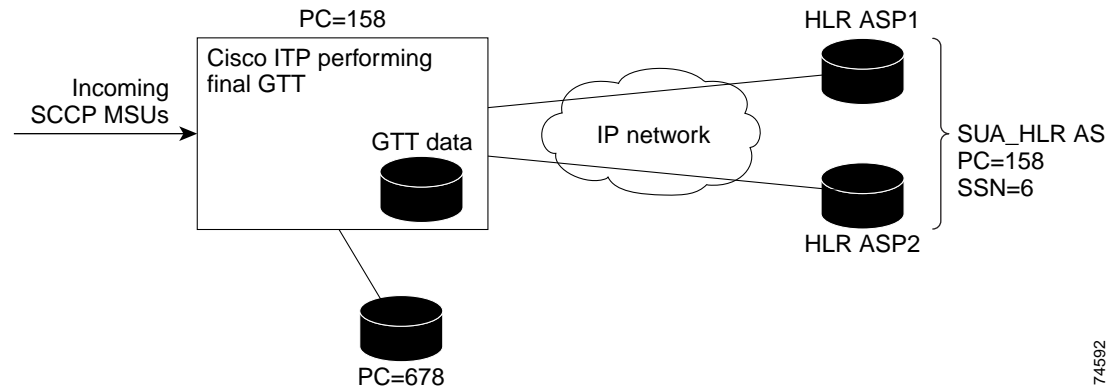 PC=158
HLR ASP1
Cisco ITP performing
final GTT
Incoming
SCCP MSUs
GTT data
IP network
SUA_HLR AS
PC=158
SSN=6
HLR ASP2
PC=678
74592